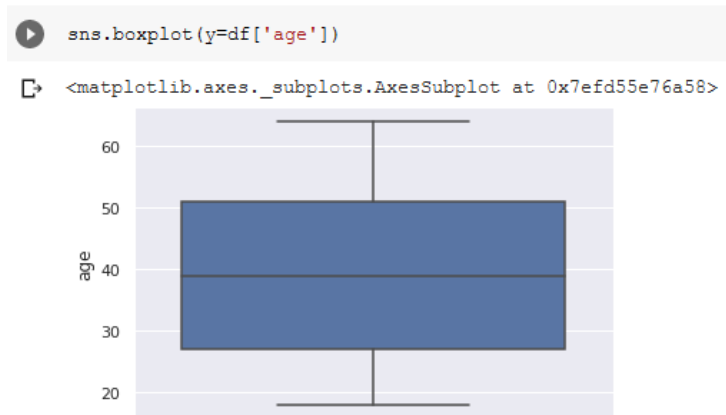 sns.boxplot(y=df['age'])
<matplotlib.axes._subplots.AxesSubplot at 0x7efd55e76a58>
60
50
age
40
30
20